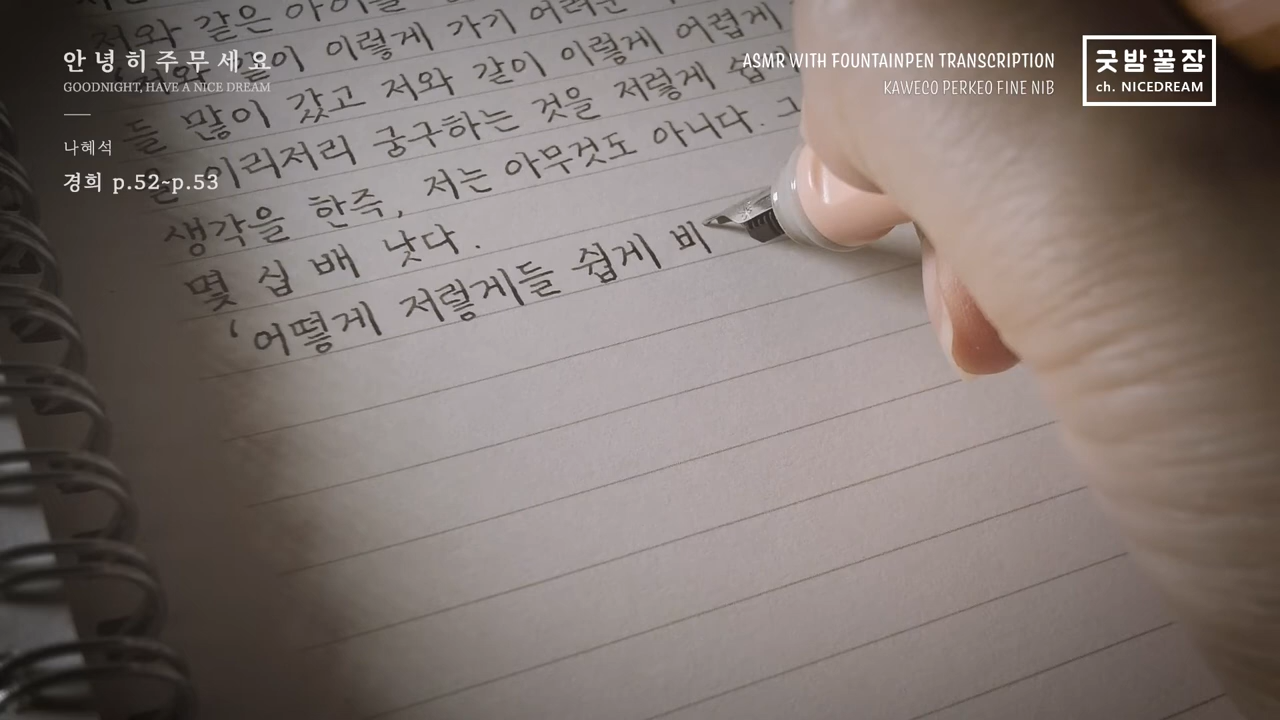 안녕히주무세요
GOODNIGHT, HAVE A NICE DREAM
나혜석
경희 p.52~p.53
ASMR WITH FOUNTAINPEN TRANSCRIPTION
KAWECO PERKEO FINE NIB
굿밤꿀잠
ch. NICEDREAM
저와 같은 아이들
같이 이렇게 가기 어려운
들 많이 갔고 저와 같이 이렇게 어렵게
이리저리 궁구하는 것을 저렇게 쉽
생각을 한즉, 저는 아무것도 아니다. 그
몇 십 배 낫다.
‘어떻게 저렇게들 쉽게 비